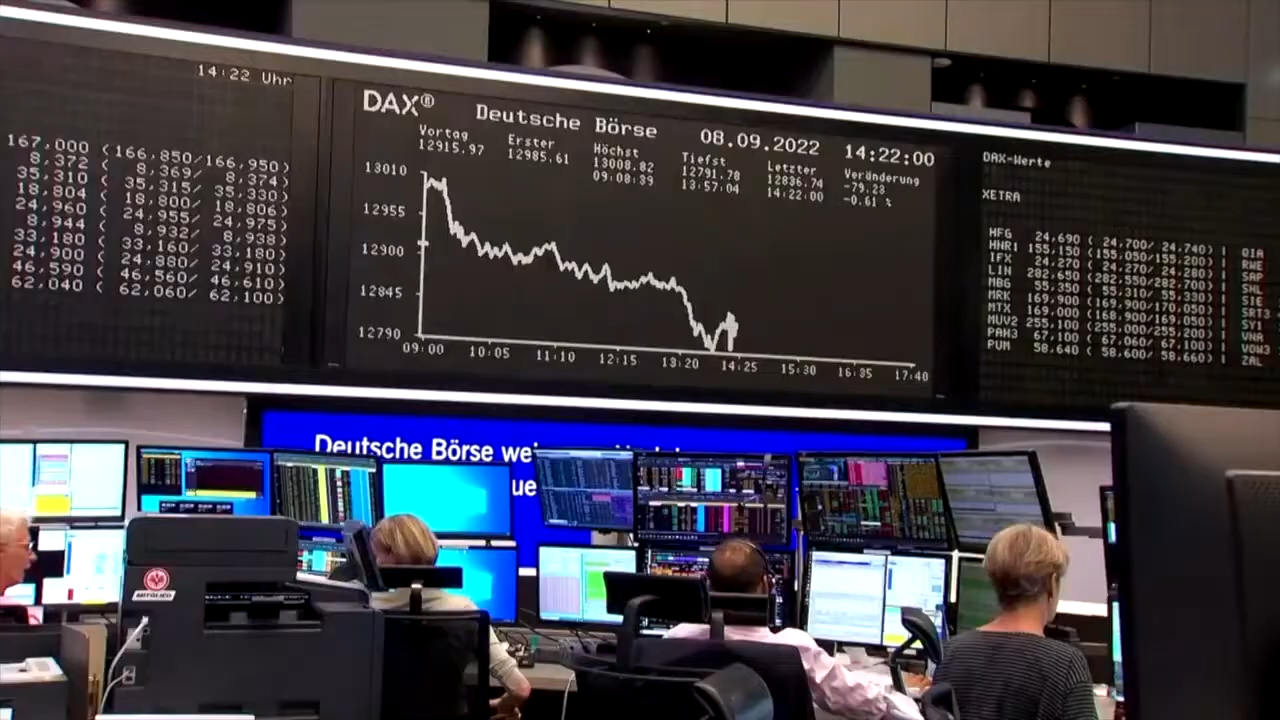 14:22 Uhr
167,000 (166,850/166,950)
8,372 ( 8,369/ 8,374)
35,310 ( 35,315/ 35,330)
18,804 ( 18,800/ 18,806)
24,960 ( 24,955/ 24,975)
8,944 ( 8,932/ 8,938)
33,180 ( 33,160/ 33,180)
24,900 ( 24,880/ 24,910)
46,590 ( 46,560/ 46,610)
62,040 ( 62,060/ 62,100)
DAX® Deutsche Börse 08.09.2022 14:22:00
Vortag Erster Höchst Tiefst Letzter Veränderung
12915.97 12985.61 13008.82 12791.78 12836.74 -79.23
09:08:39 13:57:04 14:22:00 -0.61 %
13010
12955
12900
12845
12790
09:00 10:05 11:10 12:15 13:20 14:25 15:30 16:35 17:40
DAX-Werte
XETRA
HFG 24,690 ( 24,700/ 24,740) | QIA
HNR1 155,150 (155,050/155,200) | RWE
IFX 24,270 ( 24,270/ 24,280) | SAP
LIN 282,650 (282,550/282,700) | SHL
MBG 55,350 ( 55,310/ 55,330) | SIE
MRK 169,900 (169,900/170,050) | SRT3
MTX 169,000 (168,900/169,050) | SY1
MUV2 255,100 (255,000/255,200) | VNA
PAH3 67,100 ( 67,060/ 67,100) | VOW3
PUM 58,640 ( 58,600/ 58,660) | ZAL
Deutsche Börse
MITGLIED